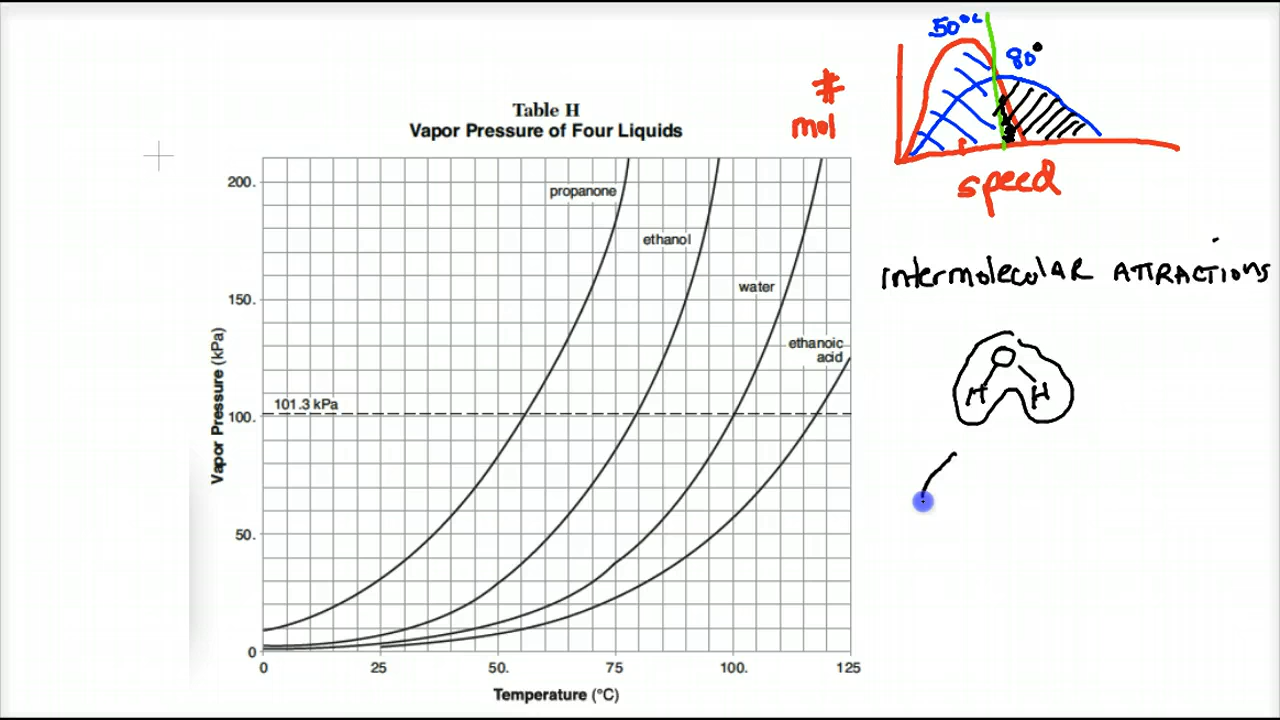 Table H
Vapor Pressure of Four Liquids
Vapor Pressure (kPa)
200.
150.
100.
50.
0
101.3 kPa
propanone
ethanol
water
ethanoic
acid
0
25
50.
75
100.
125
Temperature (°C)
#
mol
50°C
80°
speed
intermolecular ATTRACTIONS
O
H H